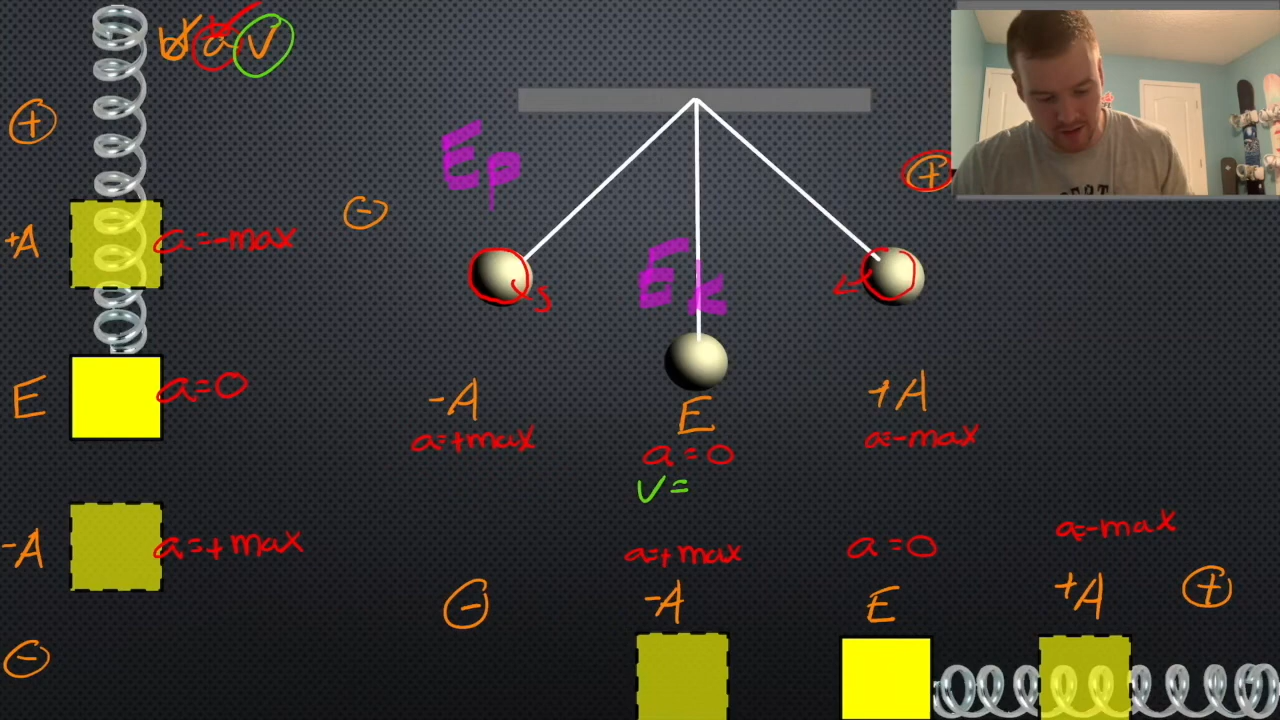 a v
+
Ep
+
-
+A a=-max
Ek
E a=0
-A
a=+max
E
a=0
v=
+A
a=-max
-A a=+max
a=+max
-A
a=0
E
a=-max
+A
+
-
-